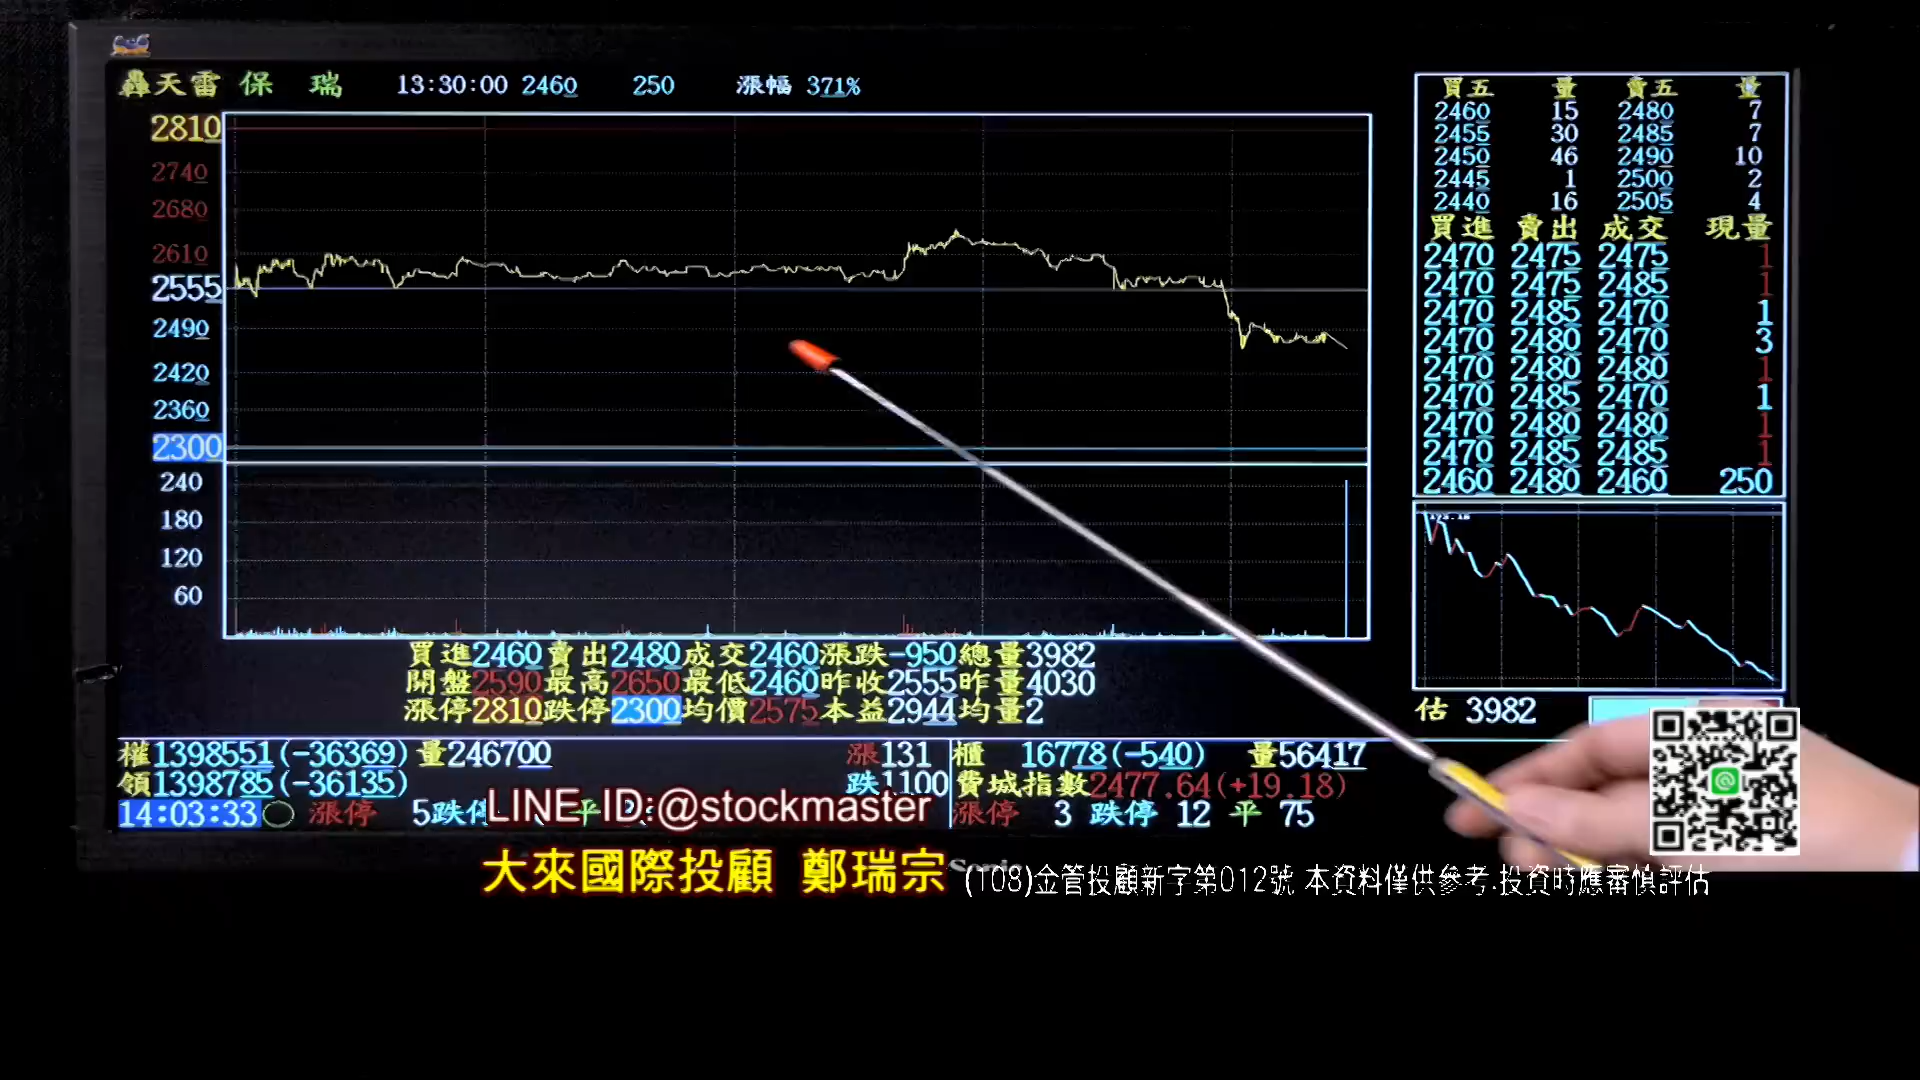 轟天雷 保 瑞 13:30:00 2460 250 漲幅 371%
2810
2740
2680
2610
2555
2490
2420
2360
2300
240
180
120
60
買五 量 賣五 量
2460 15 2480 7
2455 30 2485 7
2450 46 2490 10
2445 1 2500 2
2440 16 2505 4
買進 賣出 成交 現量
2470 2475 2475 1
2470 2475 2485 1
2470 2485 2470 1
2470 2480 2470 3
2470 2480 2480 1
2470 2485 2470 1
2470 2480 2480 1
2470 2485 2485 1
2460 2480 2460 250
估 3982
買進2460賣出2480成交2460漲跌-950總量3982
開盤2590最高2650最低2460昨收2555昨量4030
漲停2810跌停2300均價2575本益2944均量2
權1398551(-36369) 量246700 漲131 櫃 16778(-540) 量56417
領1398785(-36135) 跌1100 費城指數2477.64(+19.18)
14:03:33 漲停 5跌停 平 漲停 3 跌停 12 平 75
LINE ID:@stockmaster
大來國際投顧 鄭瑞宗 (108)金管投顧新字第012號 本資料僅供參考.投資時應審慎評估